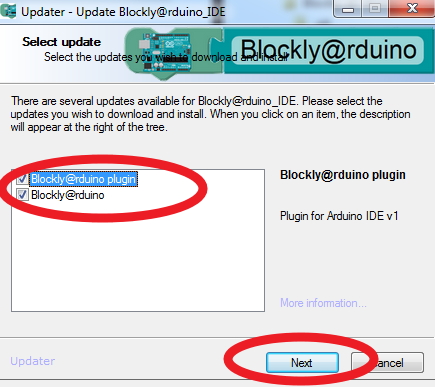 Updater - Update Blockly@rduino_IDE
Select update
Select the updates you wish to download and install
Blockly@rduino
There are several updates available for Blockly@rduino_IDE. Please select the
updates you wish to download and install. When you click on an item, the description
will appear at the right of the tree.
Blockly@rduino plugin
Blockly@rduino
Blockly@rduino plugin
Plugin for Arduino IDE v1
More information...
Updater
Next
Cancel